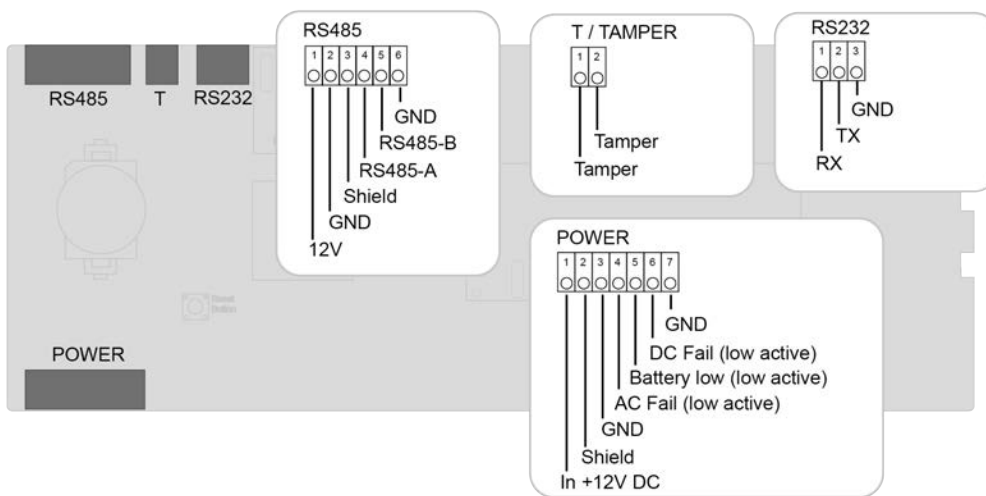 RS485
T
RS232
RS485
1 2 3 4 5 6
GND
RS485-B
RS485-A
Shield
GND
12V
T / TAMPER
1 2
Tamper
Tamper
RS232
1 2 3
GND
TX
RX
Reset
Button
POWER
POWER
1 2 3 4 5 6 7
GND
DC Fail (low active)
Battery low (low active)
AC Fail (low active)
GND
Shield
In +12V DC